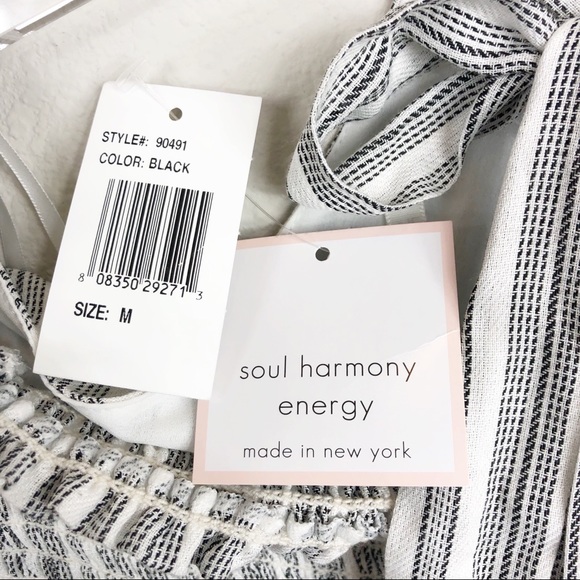 STYLE#: 90491
COLOR: BLACK
8 08350 29271 3
SIZE: M
soul harmony
energy
made in new york